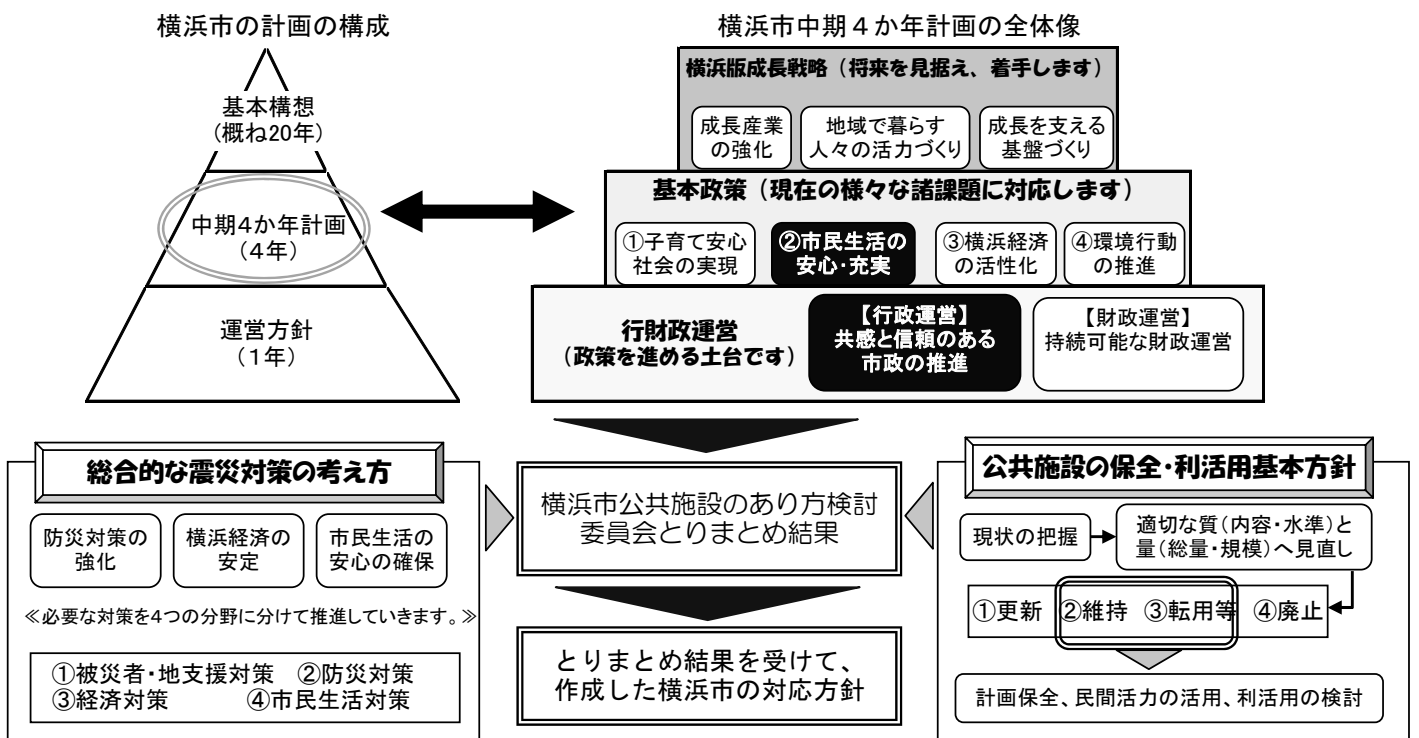 横浜市の計画の構成
基本構想
(概ね20年)
中期４か年計画
(４年)
運営方針
(１年)
横浜市中期４か年計画の全体像
横浜版成長戦略（将来を見据え、着手します）
成長産業
の強化
地域で暮らす
人々の活力づくり
成長を支える
基盤づくり
基本政策（現在の様々な諸課題に対応します）
①子育て安心
社会の実現
②市民生活の
安心・充実
③横浜経済
の活性化
④環境行動
の推進
行財政運営
（政策を進める土台です）
【行政運営】
共感と信頼のある
市政の推進
【財政運営】
持続可能な財政運営
総合的な震災対策の考え方
防災対策の
強化
横浜経済の
安定
市民生活の
安心の確保
≪必要な対策を4つの分野に分けて推進していきます。≫
①被災者・地支援対策　②防災対策
③経済対策　④市民生活対策
横浜市公共施設のあり方検討
委員会とりまとめ結果
とりまとめ結果を受けて、
作成した横浜市の対応方針
公共施設の保全・利活用基本方針
現状の把握
適切な質（内容・水準）と
量（総量・規模）へ見直し
①更新　②維持　③転用等　④廃止
計画保全、民間活力の活用、利活用の検討